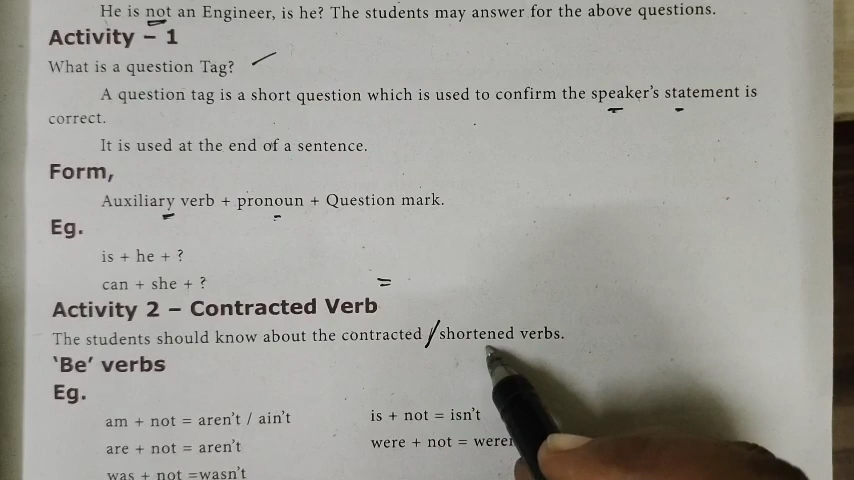 He is not an Engineer, is he? The students may answer for the above questions.
Activity – 1
What is a question Tag?
A question tag is a short question which is used to confirm the speaker's statement is
correct.
It is used at the end of a sentence.
Form,
Auxiliary verb + pronoun + Question mark.
Eg.
is + he + ?
can + she + ?
Activity 2 – Contracted Verb
The students should know about the contracted / shortened verbs.
'Be' verbs
Eg.
am + not = aren't / ain't
is + not = isn't
are + not = aren't
were + not =
was + not =wasn't